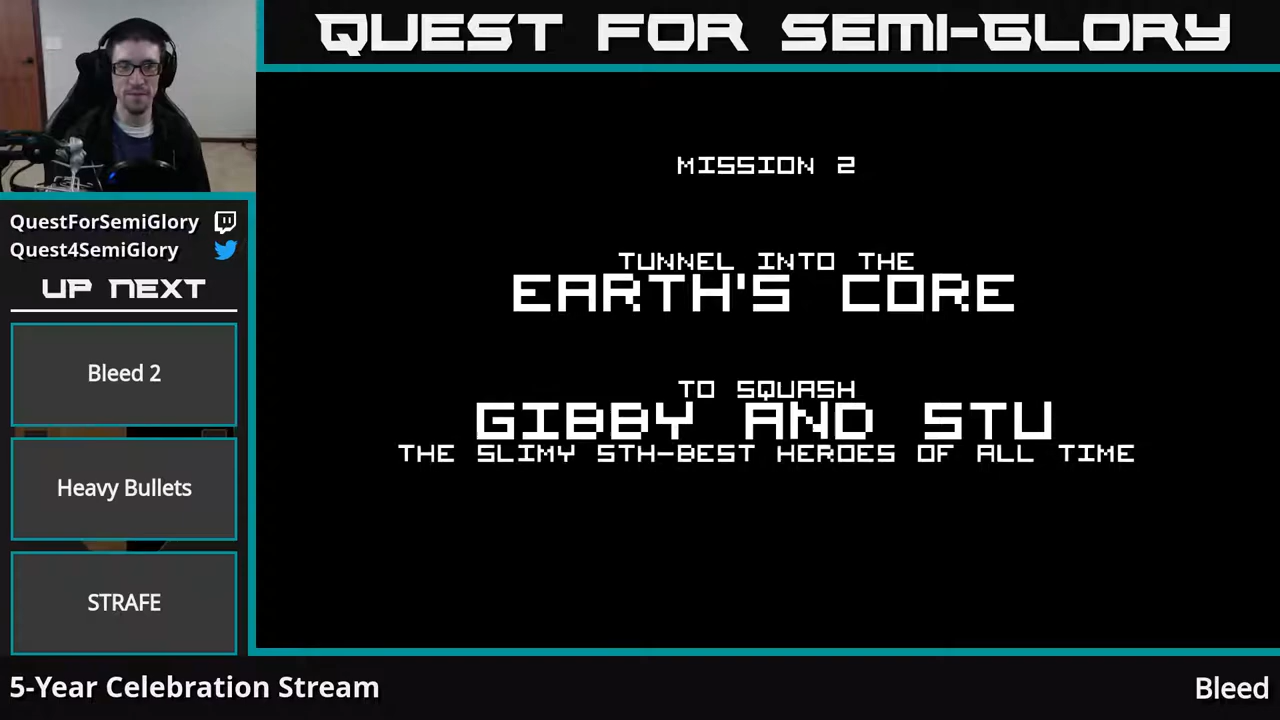 QUEST FOR SEMI-GLORY
QuestForSemiGlory
Quest4SemiGlory
UP NEXT
Bleed 2
Heavy Bullets
STRAFE
MISSION 2
TUNNEL INTO THE
EARTH'S CORE
TO SQUASH
GIBBY AND STU
THE SLIMY 5TH-BEST HEROES OF ALL TIME
5-Year Celebration Stream
Bleed